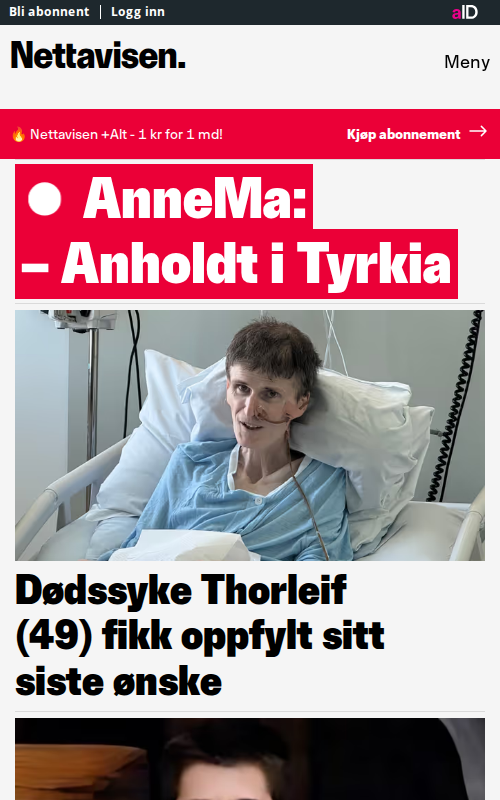 Bli abonnent | Logg inn
aID
Nettavisen.
Meny
🔥 Nettavisen +Alt - 1 kr for 1 md!
Kjøp abonnement →
AnneMa:
– Anholdt i Tyrkia
Dødssyke Thorleif
(49) fikk oppfylt sitt
siste ønske